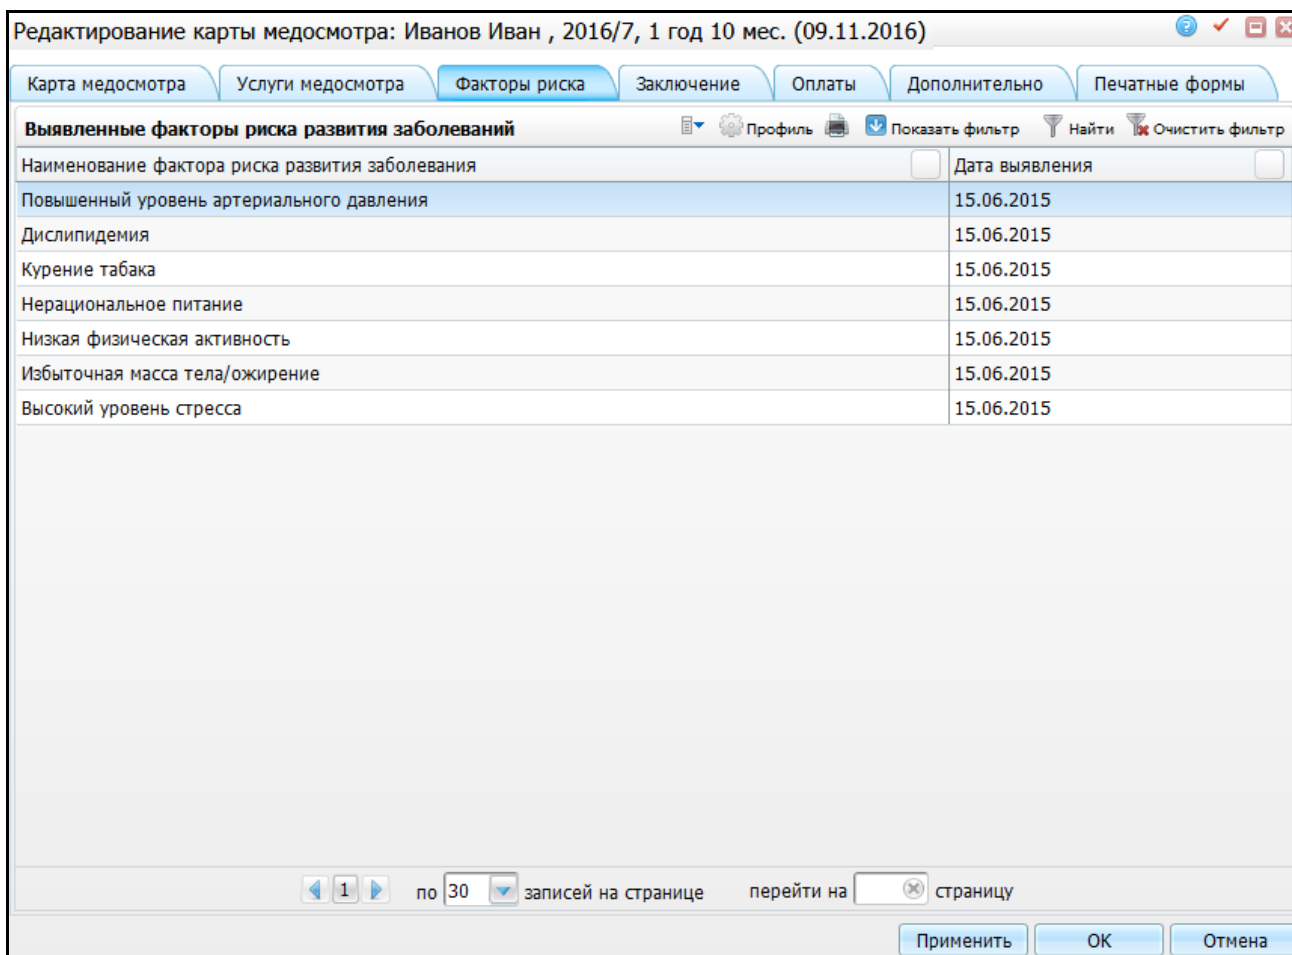 Редактирование карты медосмотра: Иванов Иван , 2016/7, 1 год 10 мес. (09.11.2016)
Карта медосмотра Услуги медосмотра Факторы риска Заключение Оплаты Дополнительно Печатные формы
Выявленные факторы риска развития заболеваний Профиль Показать фильтр Найти Очистить фильтр
Наименование фактора риска развития заболевания Дата выявления
Повышенный уровень артериального давления 15.06.2015
Дислипидемия 15.06.2015
Курение табака 15.06.2015
Нерациональное питание 15.06.2015
Низкая физическая активность 15.06.2015
Избыточная масса тела/ожирение 15.06.2015
Высокий уровень стресса 15.06.2015
1 по 30 записей на странице перейти на страницу
Применить ОК Отмена